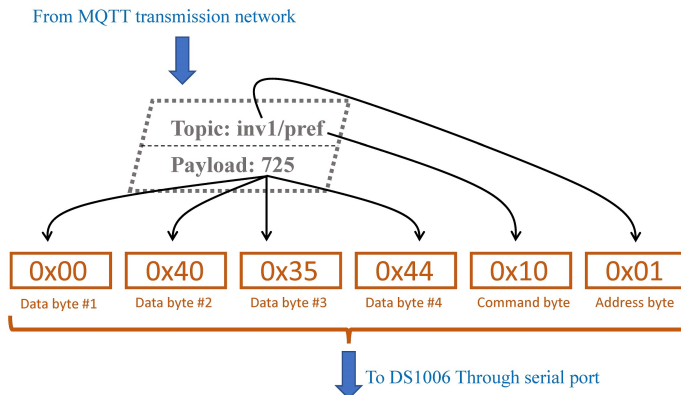 From MQTT transmission network
Topic: inv1/pref
Payload: 725
0x00 0x40 0x35 0x44 0x10 0x01
Data byte #1 Data byte #2 Data byte #3 Data byte #4 Command byte Address byte
To DS1006 Through serial port